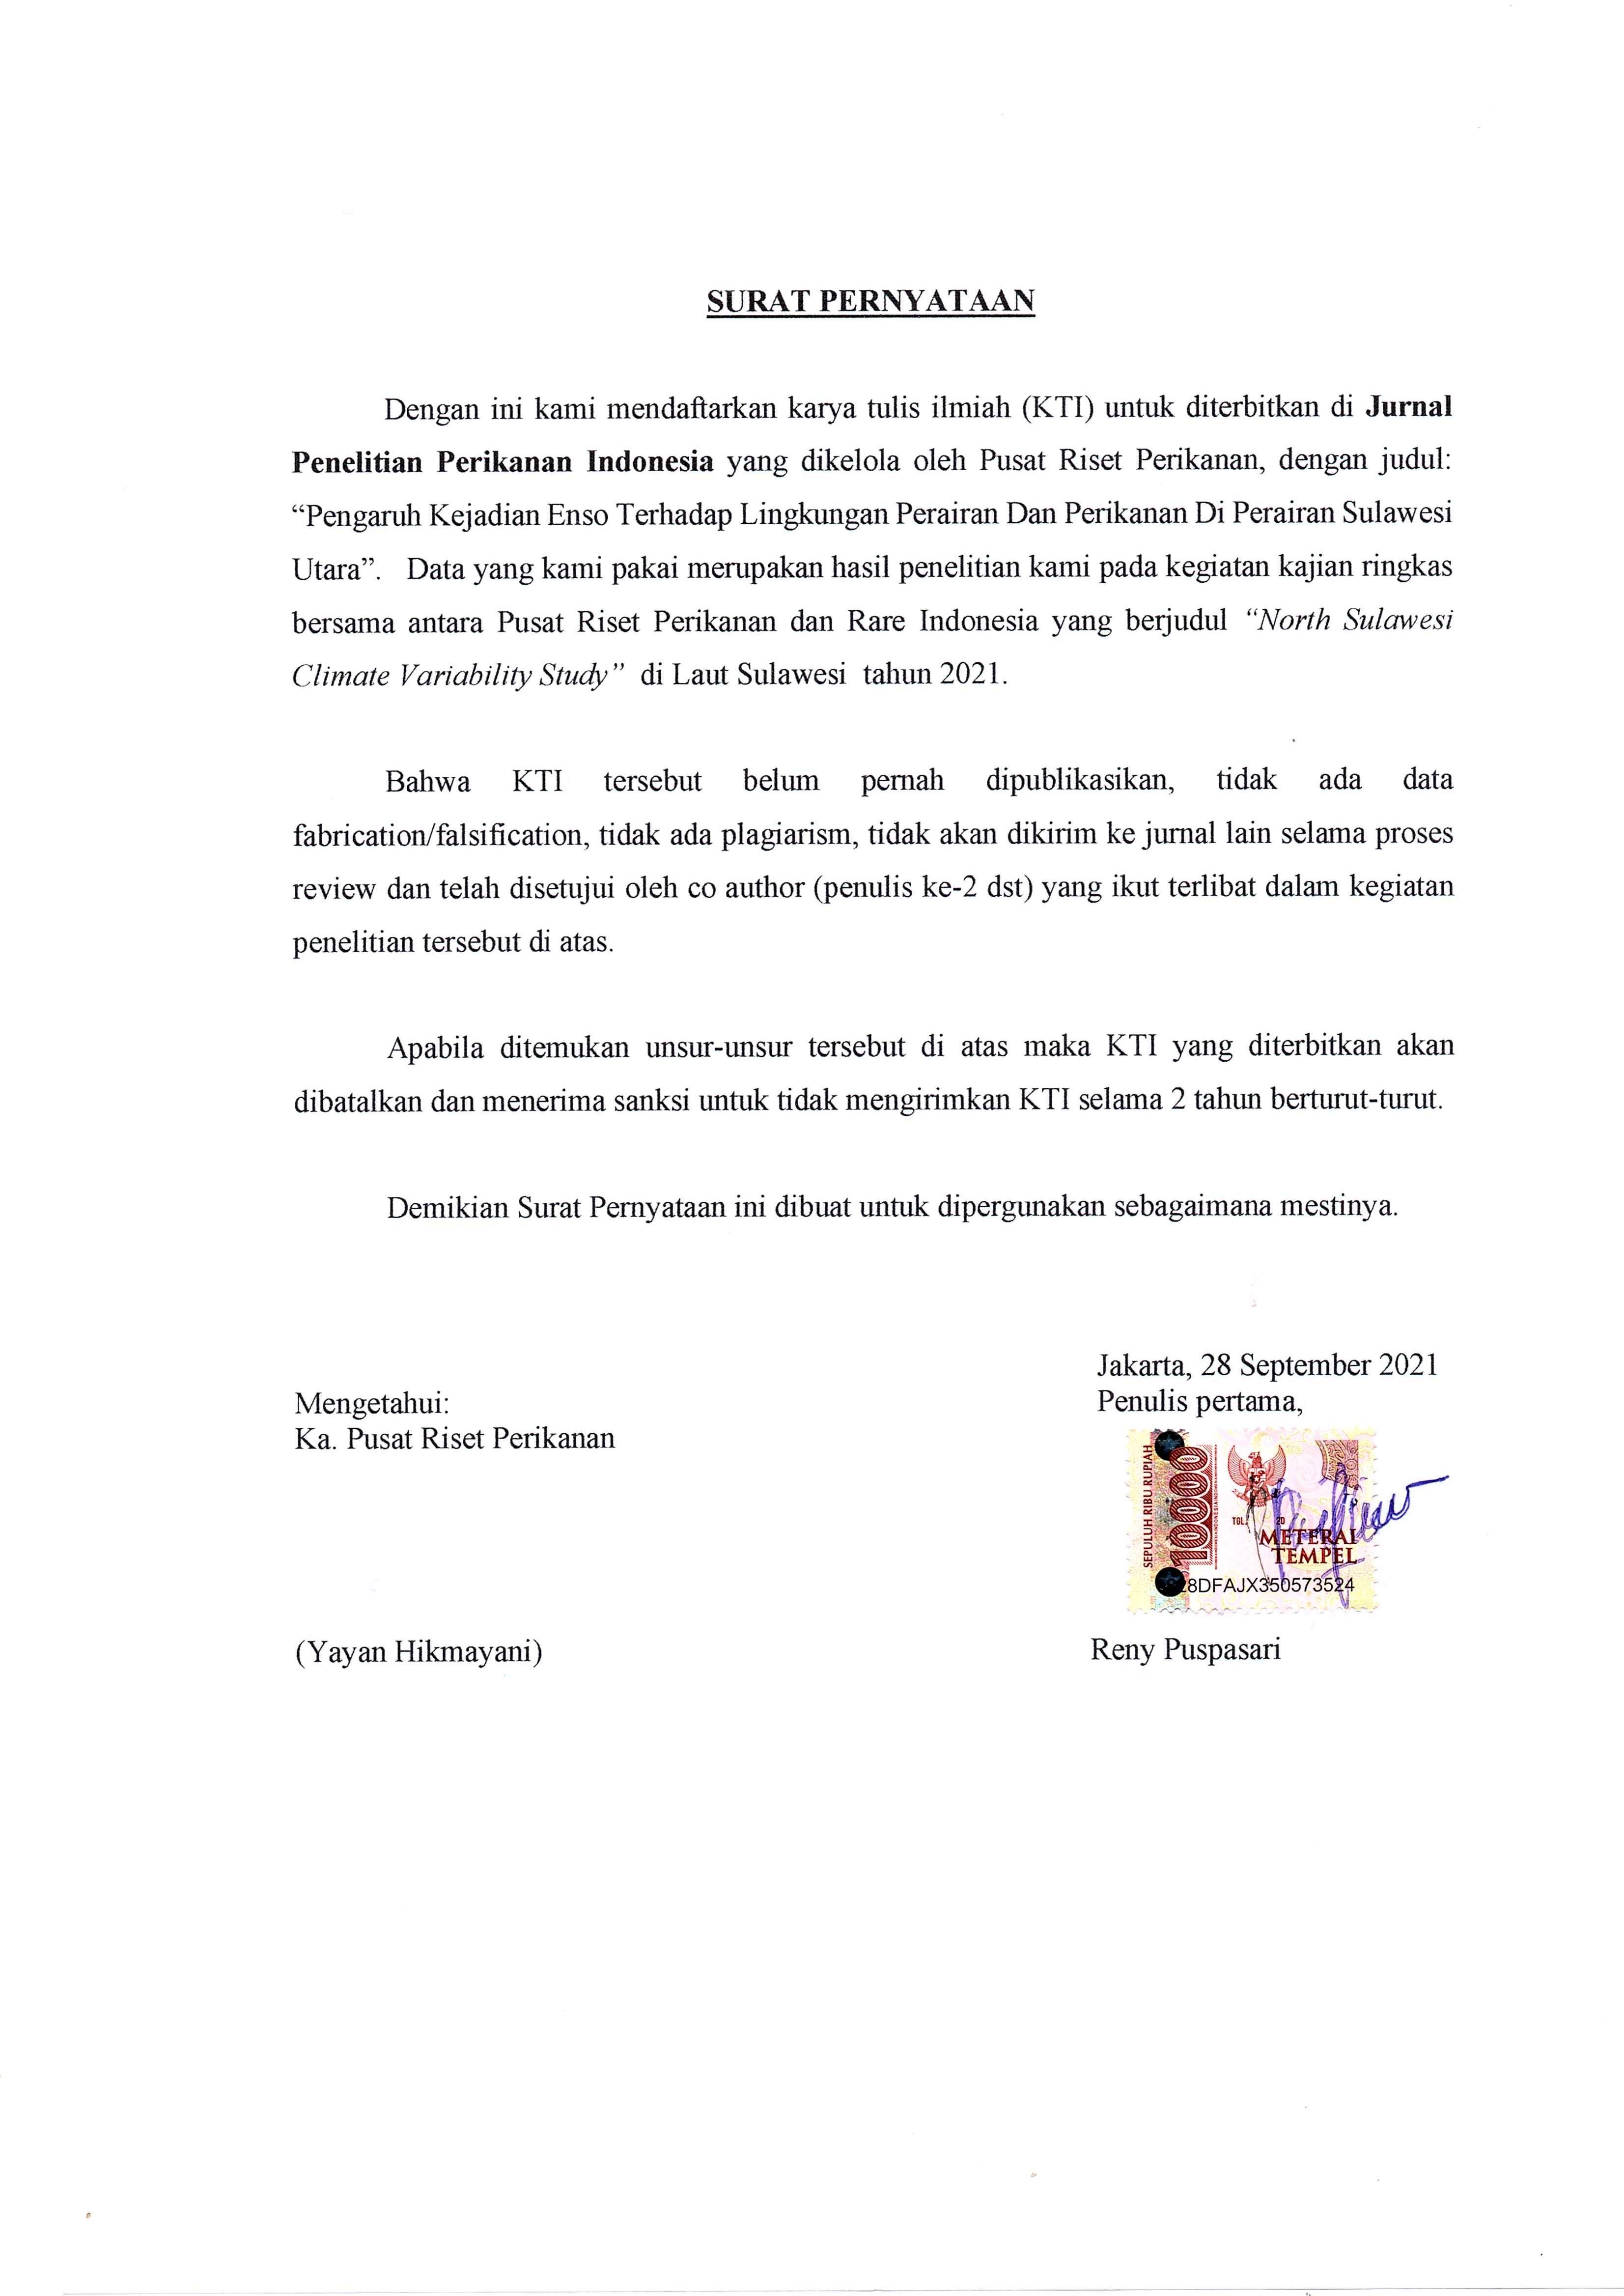 SURAT PERNYATAAN
Dengan ini kami mendaftarkan karya tulis ilmiah (KTI) untuk diterbitkan di Jurnal
Penelitian Perikanan Indonesia yang dikelola oleh Pusat Riset Perikanan, dengan judul:
“Pengaruh Kejadian Enso Terhadap Lingkungan Perairan Dan Perikanan Di Perairan Sulawesi
Utara”. Data yang kami pakai merupakan hasil penelitian kami pada kegiatan kajian ringkas
bersama antara Pusat Riset Perikanan dan Rare Indonesia yang berjudul “North Sulawesi
Climate Variability Study” di Laut Sulawesi tahun 2021.
Bahwa KTI tersebut belum pernah dipublikasikan, tidak ada data
fabrication/falsification, tidak ada plagiarism, tidak akan dikirim ke jurnal lain selama proses
review dan telah disetujui oleh co author (penulis ke-2 dst) yang ikut terlibat dalam kegiatan
penelitian tersebut di atas.
Apabila ditemukan unsur-unsur tersebut di atas maka KTI yang diterbitkan akan
dibatalkan dan menerima sanksi untuk tidak mengirimkan KTI selama 2 tahun berturut-turut.
Demikian Surat Pernyataan ini dibuat untuk dipergunakan sebagaimana mestinya.
Jakarta, 28 September 2021
Penulis pertama,
Mengetahui:
Ka. Pusat Riset Perikanan
SEPULUH RIBU RUPIAH
10000
TGL. 20
METERAI
TEMPEL
8DFAJX350573524
(Yayan Hikmayani)
Reny Puspasari